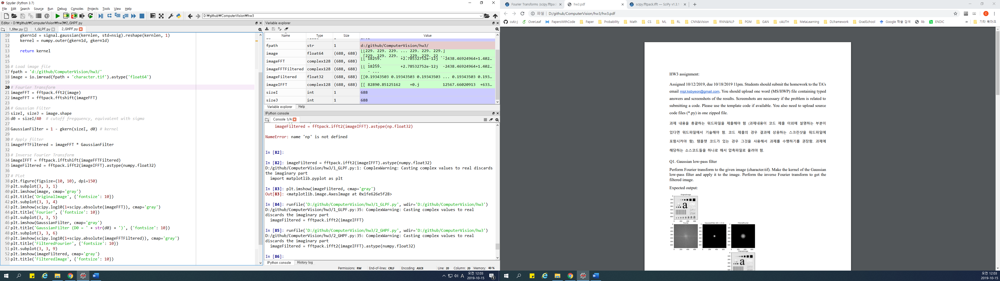 Spyder (Python 3.7)
File Edit Search Source Run Debug Consoles Projects Tools View Help
D:₩github₩ComputerVision₩hw3
Editor - D:₩github₩ComputerVision₩hw3₩2_GHPF.py
1_filter.py 1_GLPF.py 2_GHPF.py
10 gkern1d = signal.gaussian(kernlen, std=nsig).reshape(kernlen, 1)
11 kernel = numpy.outer(gkern1d, gkern1d)
12
13 return kernel
14
15
16 # Load image file
17 fpath = 'd:/github/ComputerVision/hw3/'
18 image = io.imread(fpath + 'character.tif').astype('float64')
19
20 # Fourier Transform
21 imageFFT = fftpack.fft2(image)
22 imageFFT = fftpack.fftshift(imageFFT)
23
24 # Gaussian Filter
25 sizeI, sizeJ = image.shape
26 d0 = sizeI/40 # cutoff fregquency, equivalent with sigma
27
28 GaussianFilter = 1 - gkern(sizeI, d0) # kernel
29
30 # Apply filter
31 imageFFTFiltered = imageFFT * GaussianFilter
32
33 # Inverse Fourier Transform
34 imageIFFT = fftpack.ifftshift(imageFFTFiltered)
35 imageFiltered = fftpack.ifft2(imageIFFT).astype(numpy.float32)
36
37 # Plot
38 plt.figure(figsize=(10, 10), dpi=150)
39 plt.subplot(3, 3, 1)
40 plt.imshow(image, cmap='gray')
41 plt.title('OriginalImage', {'fontsize': 10})
42 plt.subplot(3, 3, 4)
43 plt.imshow(scipy.log10(1+scipy.absolute(imageFFT)), cmap='gray')
44 plt.title('Fourier', {'fontsize': 10})
45 plt.subplot(3, 3, 5)
46 plt.imshow(GaussianFilter, cmap='gray')
47 plt.title('GaussianFilter (D0 = ' + str(d0) + ')', {'fontsize': 10})
48 plt.subplot(3, 3, 6)
49 plt.imshow(scipy.log10(1+scipy.absolute(imageFFTFiltered)), cmap='gray')
50 plt.title('FilteredFourier', {'fontsize': 10})
51 plt.subplot(3, 3, 9)
52 plt.imshow(imageFiltered, cmap='gray')
53 plt.title('FilteredImage', {'fontsize': 10})
Variable explorer
Name Type Size Value
fpath str 1 d:/github/ComputerVision/hw3/
image float64 (688, 688) [[229. 229. 229. ... 229. 229. 229.]
[229. 229. 229. ... 229. 229. 22 ...
imageFFT complex128 (688, 688) [[ 18259. +2.78532752e-12j -2438.46924964+1.402…
- ...
imageFFTFiltered complex128 (688, 688) [[ 18259. +2.78532752e-12j -2438.46924964+1.402…
- ...
imageFiltered float32 (688, 688) [[0.19343503 0.19343503 0.19343503 ... 0.19343503 0.193…
imageIFFT complex128 (688, 688) [[ 82890.85125162 +0.j 12567.66020913 +633…
sizeI int 1 688
sizeJ int 1 688
Variable explorer Help
IPython console
Console 1/A
imageFiltered = fftpack.ifft2(imageIFFT).astype(np.float32)
NameError: name 'np' is not defined
In [82]:
In [82]: imageFiltered = fftpack.ifft2(imageIFFT).astype(numpy.float32)
D:/github/ComputerVision/hw3/1_GLPF.py:1: ComplexWarning: Casting complex values to real discards
the imaginary part
import matplotlib.pyplot as plt
In [83]: plt.imshow(imageFiltered, cmap='gray')
Out[83]: <matplotlib.image.AxesImage at 0x1fe626e5f28>
In [84]: runfile('D:/github/ComputerVision/hw3/1_GLPF.py', wdir='D:/github/ComputerVision/hw3')
D:/github/ComputerVision/hw3/1_GLPF.py:35: ComplexWarning: Casting complex values to real
discards the imaginary part
imageFiltered = fftpack.ifft2(imageIFFT)
In [85]: runfile('D:/github/ComputerVision/hw3/2_GHPF.py', wdir='D:/github/ComputerVision/hw3')
D:/github/ComputerVision/hw3/2_GHPF.py:35: ComplexWarning: Casting complex values to real
discards the imaginary part
imageFiltered = fftpack.ifft2(imageIFFT).astype(numpy.float32)
In [86]:
IPython console History log
Permissions: RW End-of-lines: CRLF Encoding: ASCII Line: 20 Column: 20 Memory: 40 %
A 오전 12:03
2019-10-15
Fourier Transforms (scipy.fftpac hw3.pdf scipy.fftpack.ifft — SciPy v1.3.1
파일 D:/github/ComputerVision/hw3/hw3.pdf
cutz-j OverLeaf PapersWithCode Paper Probability Math CS ML RL CNN&Vision RNN&NLP PGM GAN cAUTH MetaLearning DLframework GradSchool Google 학술 검색 lib ENDIC » 기타 북마크
HW3 assignment:
Assigned 10/12/2019, due 10/18/2019 11pm. Students should submit the homework to the TA's
email mipl.ksbyeon@gmail.com. You should upload one word (MS/HWP) file containing typed
answers and screenshots of the results. Screenshots are necessary if the problem is related to
submitting a code. Please use the template code if available. You also need to upload source
code files (*.py) in one zipped file.
과제 내용을 총괄하는 워드파일을 제출해야 함 (과제내용이 코드 제출 이외에 설명하는 부분이
있다면 워드파일에서 기술해야 함. 코드 제출의 경우 결과에 상응하는 스크린샷을 워드파일에
포함시켜야 함). 템플렛 코드가 있는 경우 그것을 사용해서 과제를 수행하기를 권장함. 과제에
해당하는 소스코드들을 하나로 해서 압축파일로 올려야 함.
Q1. Gaussian low-pass filter
Perform Fourier transform to the given image (character.tif). Make the kernel of the Gaussian
low-pass filter and apply it to the image. Perform the inverse Fourier transform to get the
filtered image.
Expected output:
OriginalImage
Fourier GaussianFilter (D0 = 17.2) FilteredFourier
FilteredImage
오전 12:03
2019-10-15